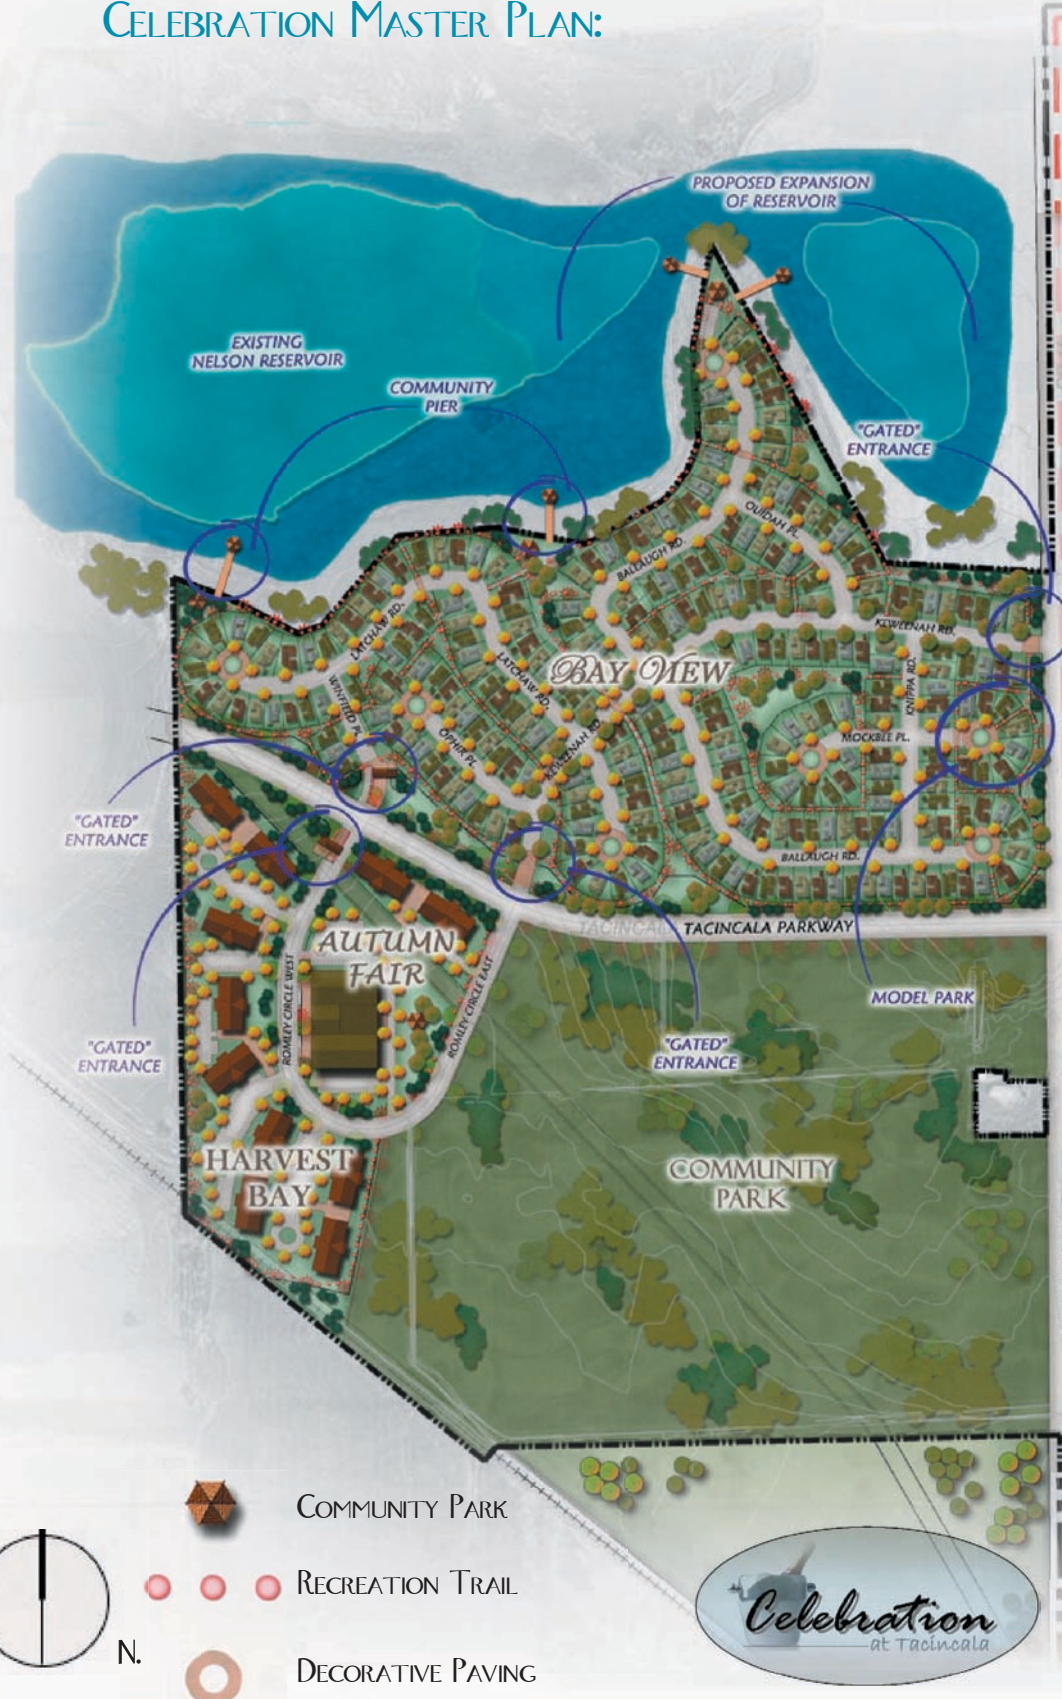 CELEBRATION MASTER PLAN:
PROPOSED EXPANSION
OF RESERVOIR
EXISTING
NELSON RESERVOIR
COMMUNITY
PIER
"GATED"
ENTRANCE
OUIDAH PL.
BALLAUGH RD.
LATCHAW RD.
KEWEENAH RD.
BAY VIEW
LATCHAW RD.
KNIPPA RD.
WINFIELD PL.
OPHIR PL.
KEWEENAH RD.
MOCKBLE PL.
"GATED"
ENTRANCE
BALLAUGH RD.
TACINCALA
TACINCALA PARKWAY
AUTUMN
FAIR
ROMLEY CIRCLE WEST
ROMLEY CIRCLE EAST
MODEL PARK
"GATED"
ENTRANCE
"GATED"
ENTRANCE
HARVEST
BAY
COMMUNITY
PARK
COMMUNITY PARK
RECREATION TRAIL
N.
DECORATIVE PAVING
Celebration
at Tacincala